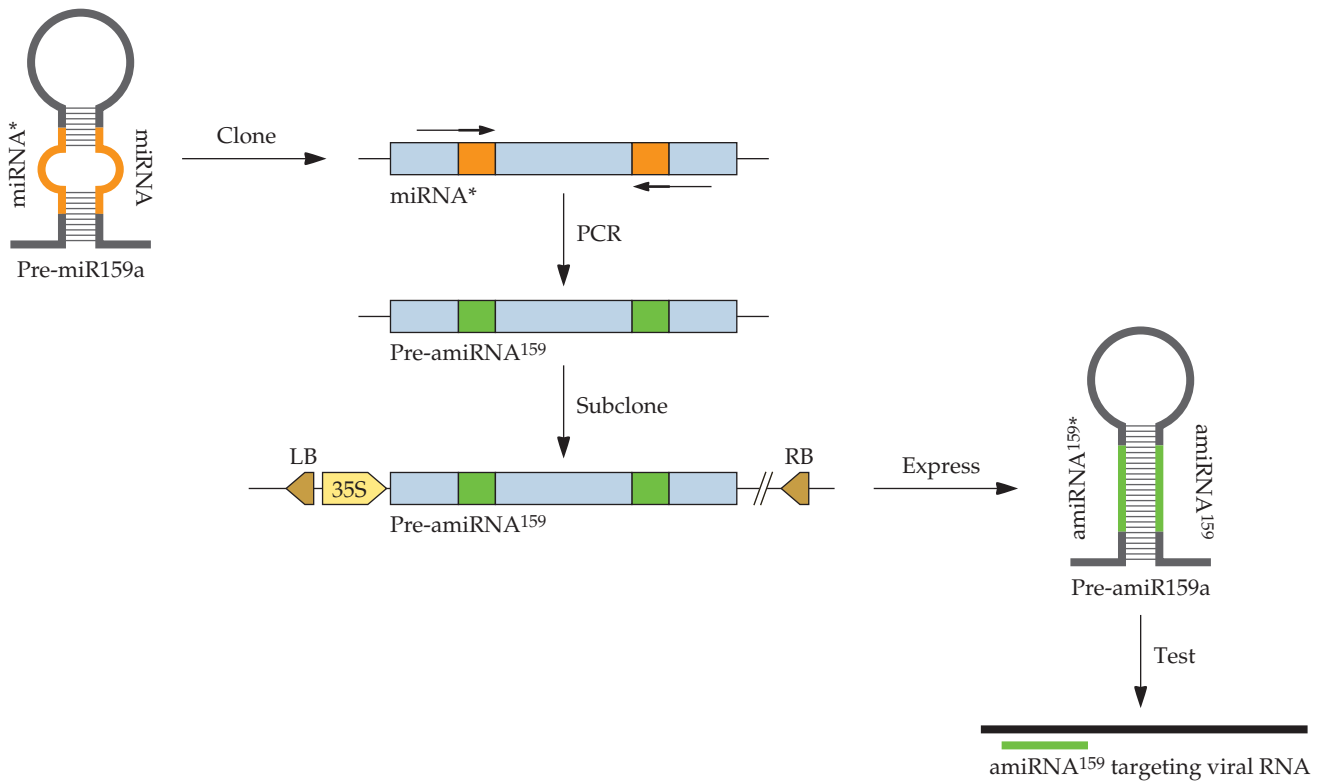 miRNA*
miRNA
Pre-miR159a
Clone
miRNA*
PCR
Pre-amiRNA¹⁵⁹
Subclone
LB
35S
RB
Pre-amiRNA¹⁵⁹
Express
amiRNA¹⁵⁹*
amiRNA¹⁵⁹
Pre-amiR159a
Test
amiRNA¹⁵⁹ targeting viral RNA